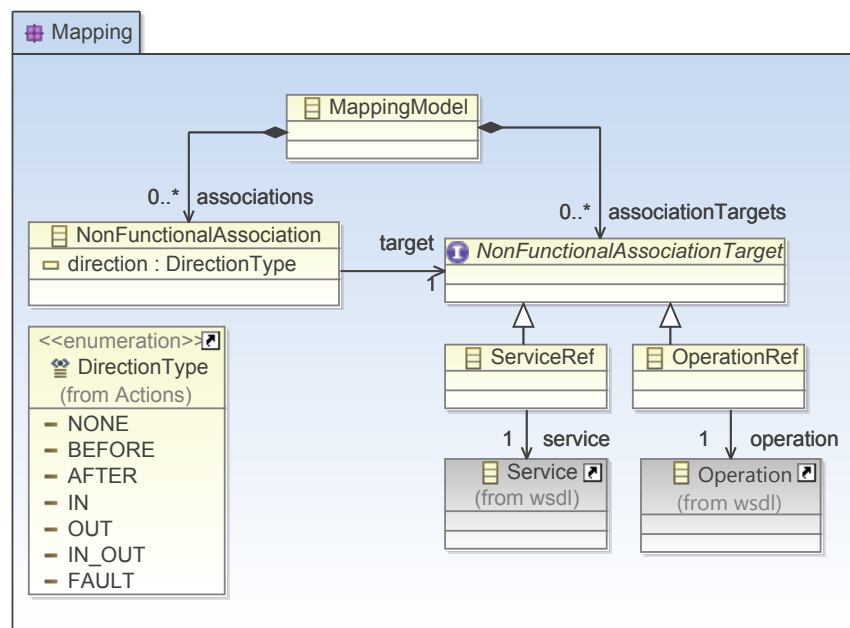 Mapping
MappingModel
0..* associations
0..* associationTargets
NonFunctionalAssociation
direction : DirectionType
target
1
I
NonFunctionalAssociationTarget
<<enumeration>>
DirectionType
(from Actions)
NONE
BEFORE
AFTER
IN
OUT
IN_OUT
FAULT
ServiceRef
OperationRef
1 service
1 operation
Service
(from wsdl)
Operation
(from wsdl)